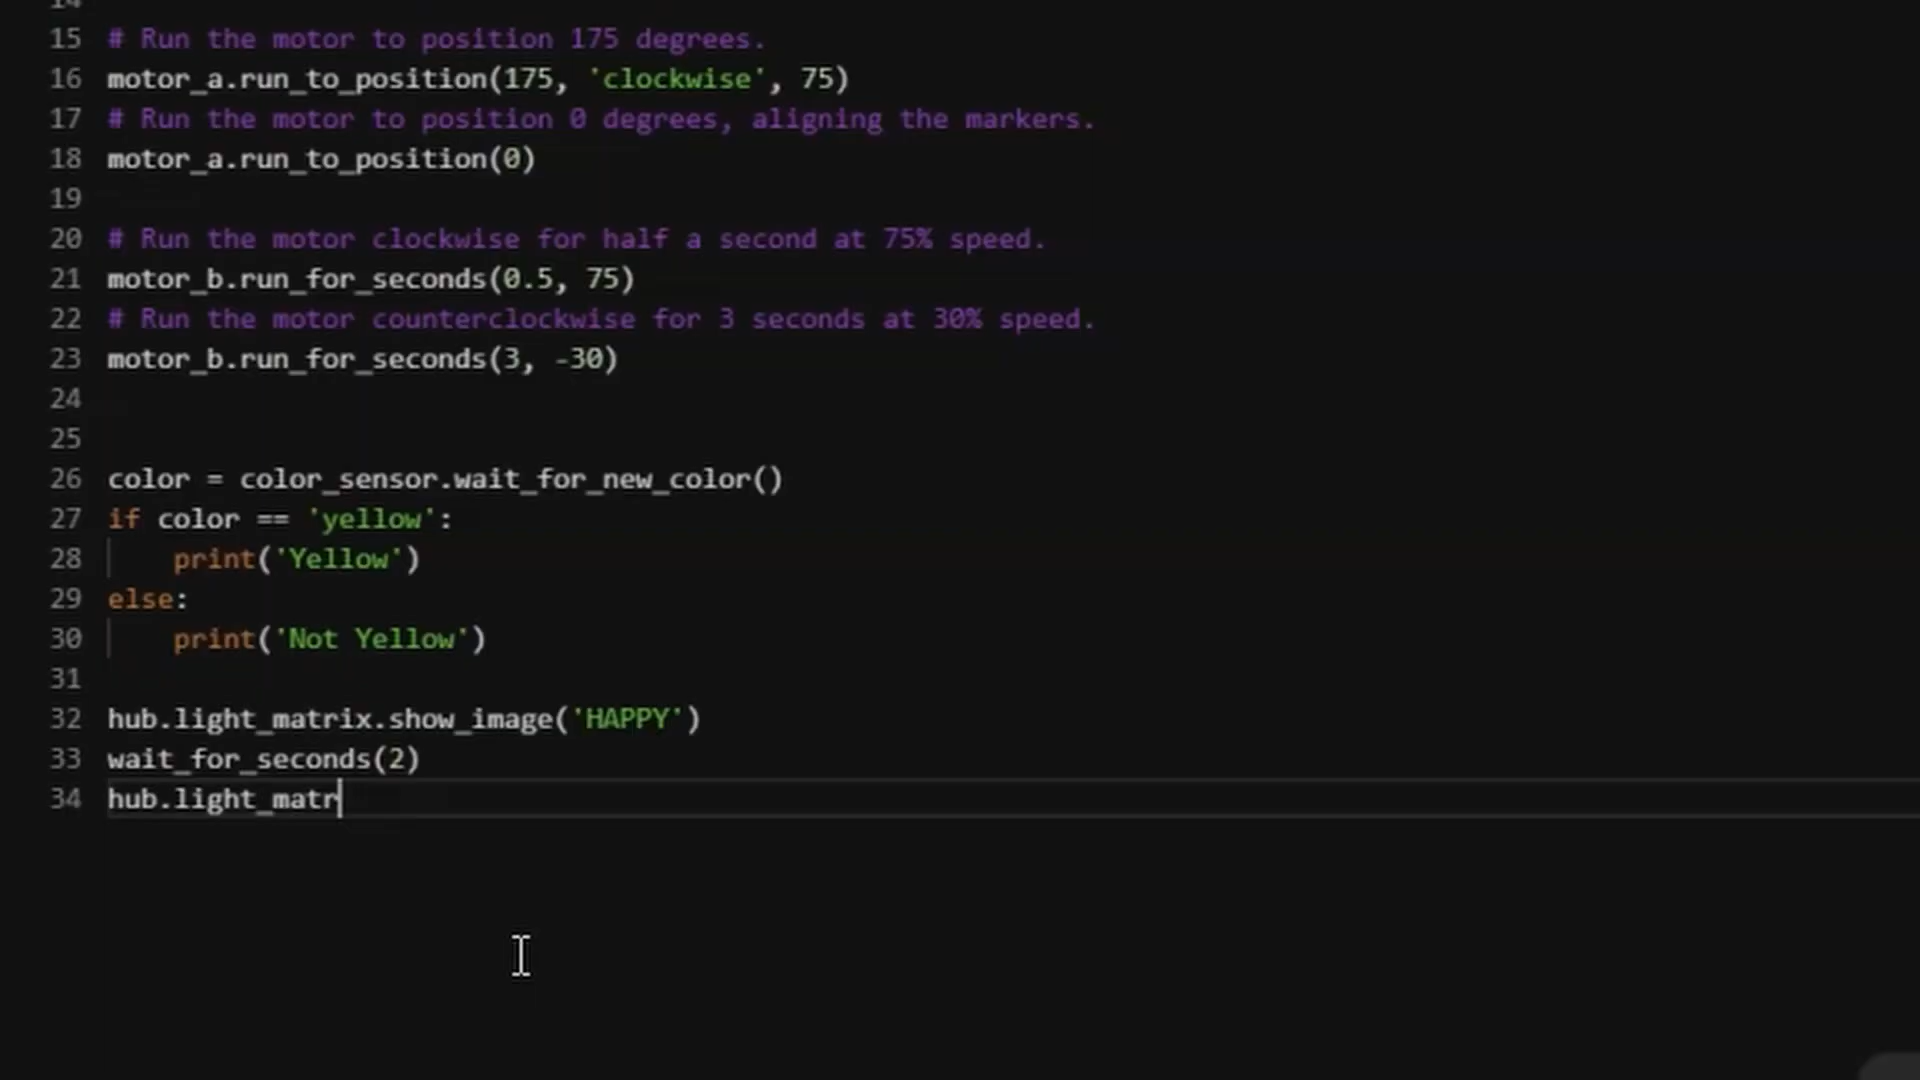 14
15 # Run the motor to position 175 degrees.
16 motor_a.run_to_position(175, 'clockwise', 75)
17 # Run the motor to position 0 degrees, aligning the markers.
18 motor_a.run_to_position(0)
19
20 # Run the motor clockwise for half a second at 75% speed.
21 motor_b.run_for_seconds(0.5, 75)
22 # Run the motor counterclockwise for 3 seconds at 30% speed.
23 motor_b.run_for_seconds(3, -30)
24
25
26 color = color_sensor.wait_for_new_color()
27 if color == 'yellow':
28     print('Yellow')
29 else:
30     print('Not Yellow')
31
32 hub.light_matrix.show_image('HAPPY')
33 wait_for_seconds(2)
34 hub.light_matr